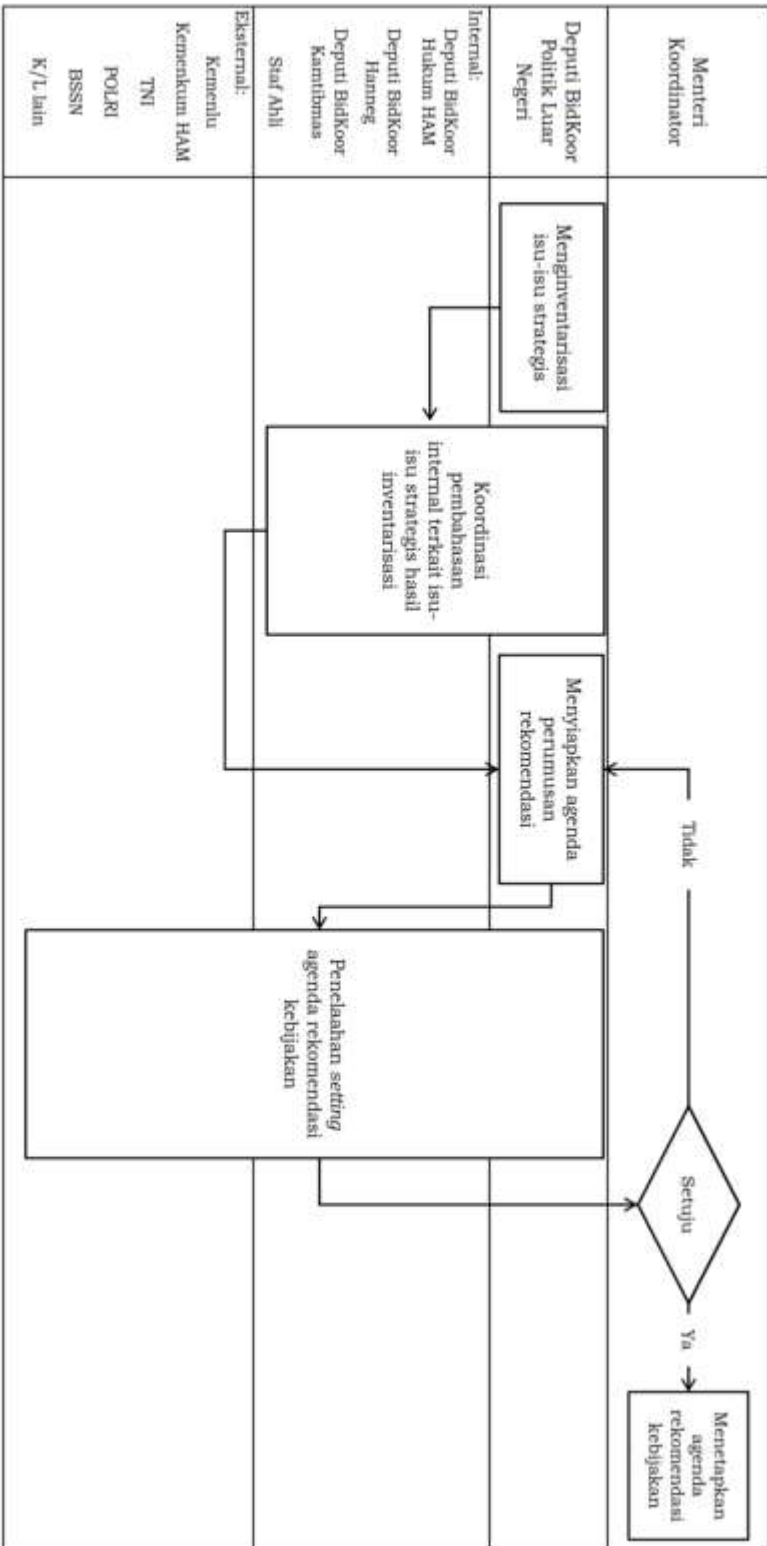 Menteri
Koordinator
Deputi BidKoor
Politik Luar
Negeri
Internal:
Deputi BidKoor
Hukum HAM
Deputi BidKoor
Hanneg
Deputi BidKoor
Kamtibmas
Staf Ahli
Eksternal:
Kemenlu
Kemenkum HAM
TNI
POLRI
BSSN
K/L lain
Menginventarisasi
isu-isu strategis
Koordinasi
pembahasan
internal terkait isu-
isu strategis hasil
inventarisasi
Menyiapkan agenda
perumusan
rekomendasi
Tidak
Penelaahan setting
agenda rekomendasi
kebijakan
Setuju
Ya
Menetapkan
agenda
rekomendasi
kebijakan